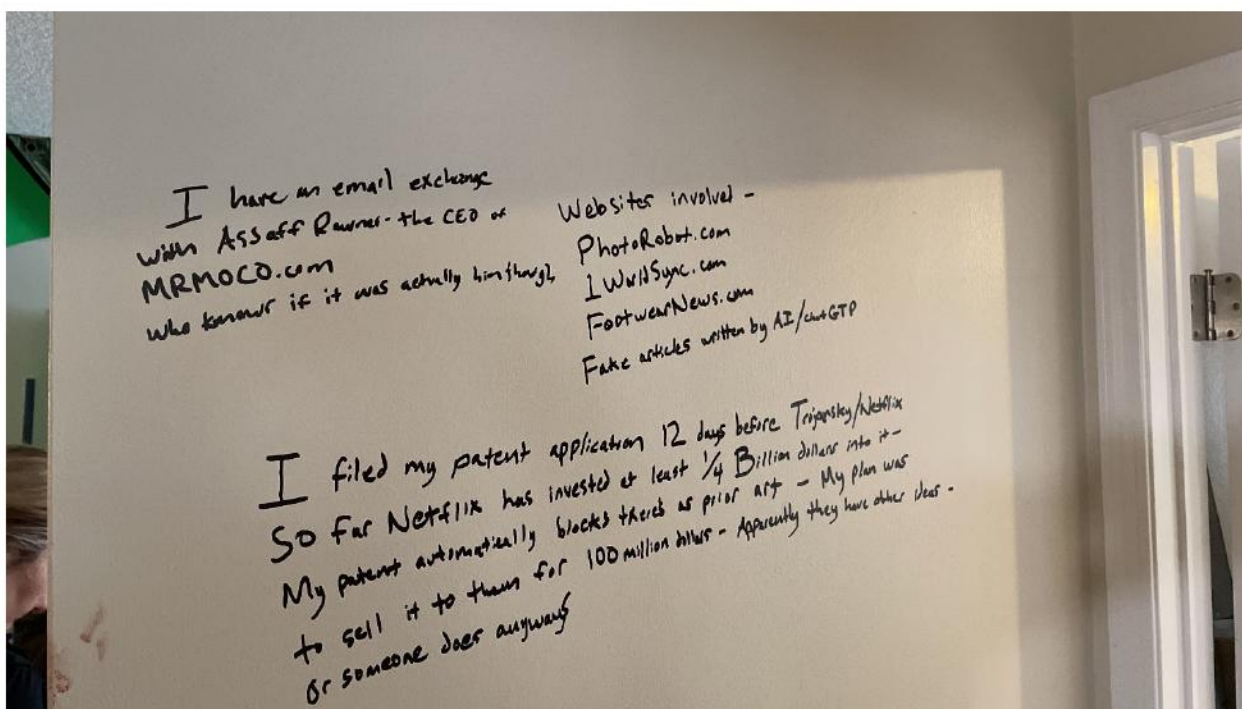 I have an email exchange
with Assaff Rawner - the CEO of
MRMOCO.com
who knows if it was actually him though
Websites involved -
PhotoRobot.com
1WorldSync.com
FootwearNews.com
Fake articles written by AI/chatGTP
I filed my patent application 12 days before Trojansky/Netflix
So far Netflix has invested at least 1/4 Billion dollars into it -
My patent automatically blocks there's as prior art - My plan was
to sell it to them for 100 million dollars - Apparently they have other ideas -
or someone does anyways